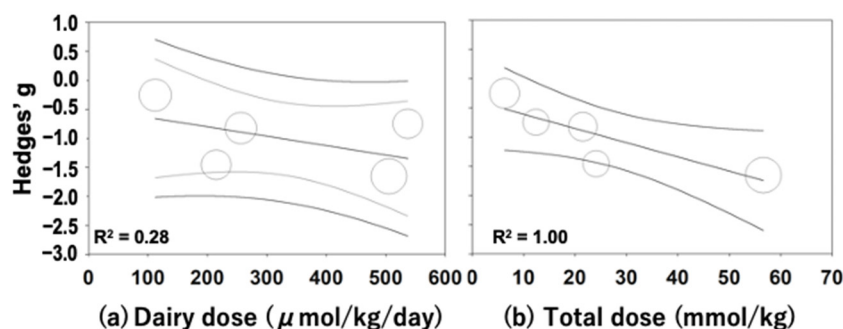 Hedges' g
1.0
0.5
0.0
−0.5
−1.0
−1.5
−2.0
−2.5
−3.0
R² = 0.28
R² = 1.00
0 100 200 300 400 500 600 0 10 20 30 40 50 60 70
(a) Dairy dose (μ mol/kg/day) (b) Total dose (mmol/kg)